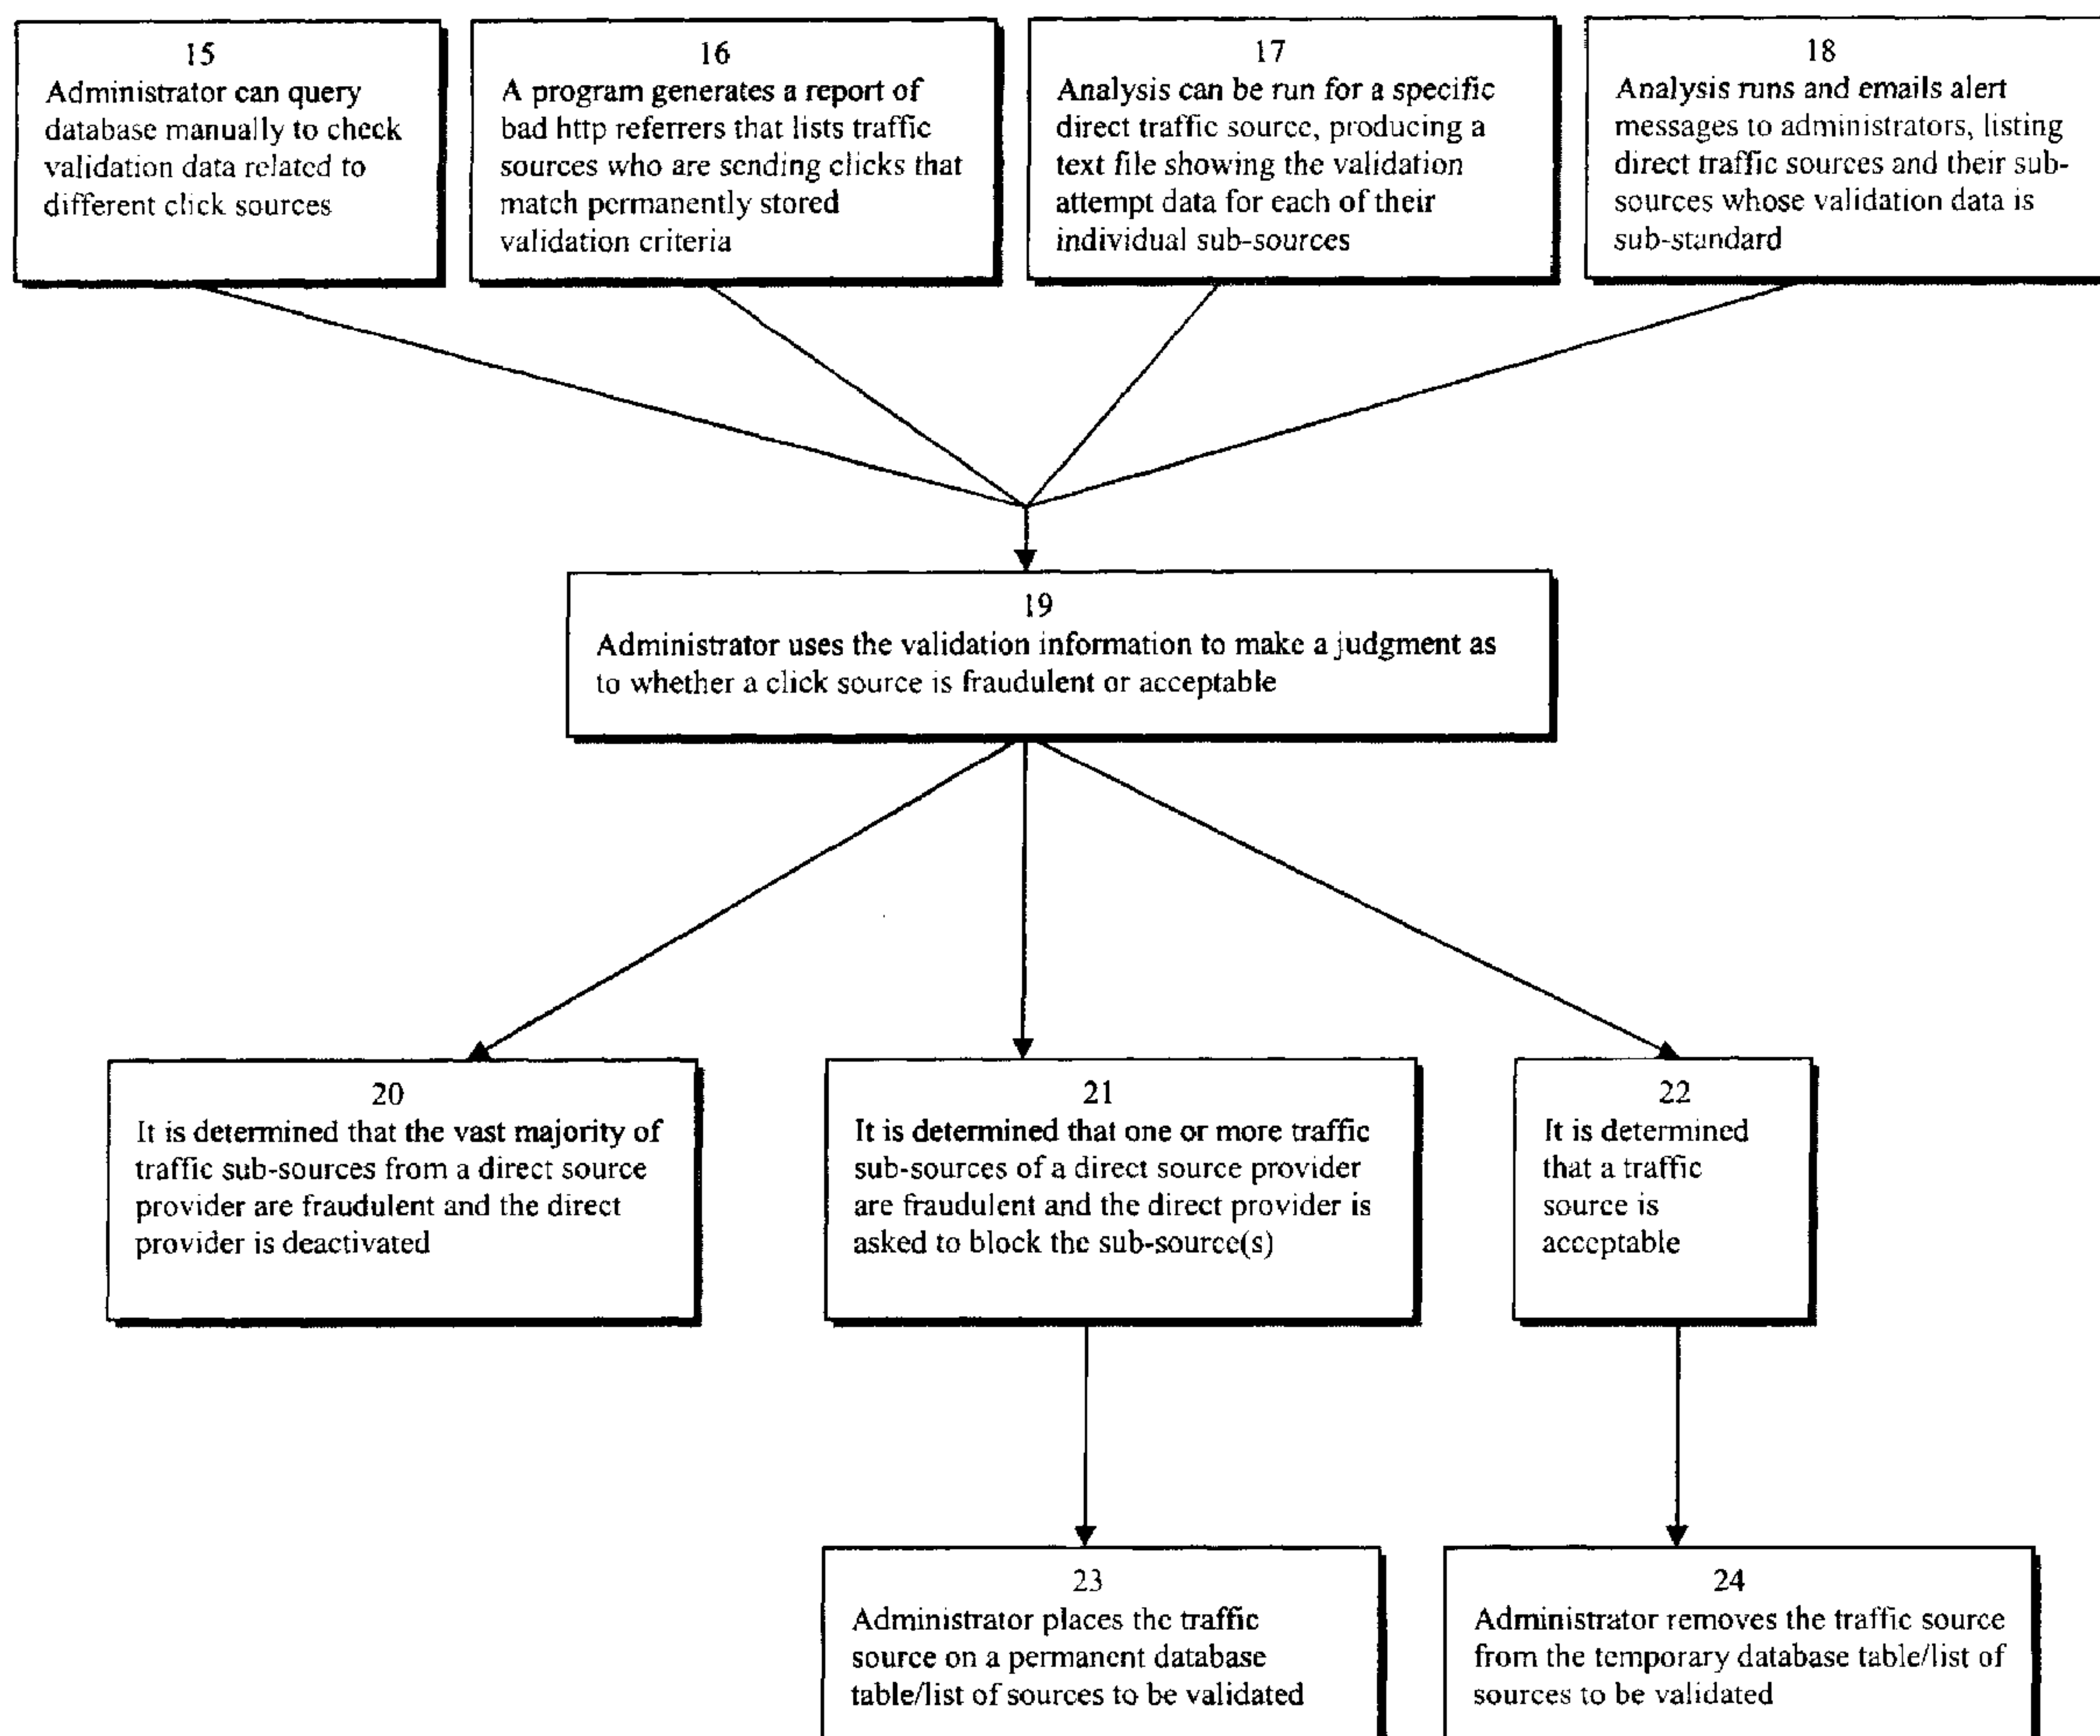 15
Administrator can query
database manually to check
validation data related to
different click sources
16
A program generates a report of
bad http referrers that lists traffic
sources who are sending clicks that
match permanently stored
validation criteria
17
Analysis can be run for a specific
direct traffic source, producing a
text file showing the validation
attempt data for each of their
individual sub-sources
18
Analysis runs and emails alert
messages to administrators, listing
direct traffic sources and their sub-
sources whose validation data is
sub-standard
19
Administrator uses the validation information to make a judgment as
to whether a click source is fraudulent or acceptable
20
It is determined that the vast majority of
traffic sub-sources from a direct source
provider are fraudulent and the direct
provider is deactivated
21
It is determined that one or more traffic
sub-sources of a direct source provider
are fraudulent and the direct provider is
asked to block the sub-source(s)
22
It is determined
that a traffic
source is
acceptable
23
Administrator places the traffic
source on a permanent database
table/list of sources to be validated
24
Administrator removes the traffic source
from the temporary database table/list of
sources to be validated